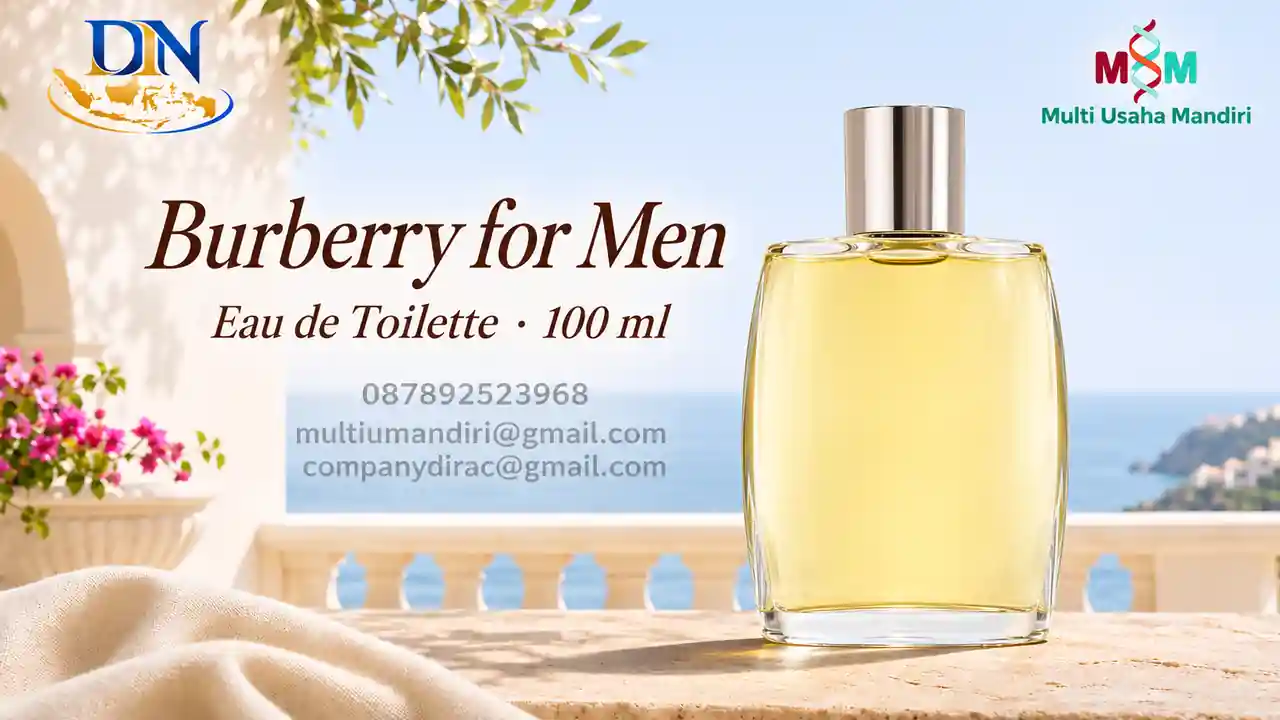 DN
MSM
Multi Usaha Mandiri
Burberry for Men
Eau de Toilette · 100 ml
087892523968
multiumandiri@gmail.com
companydirac@gmail.com